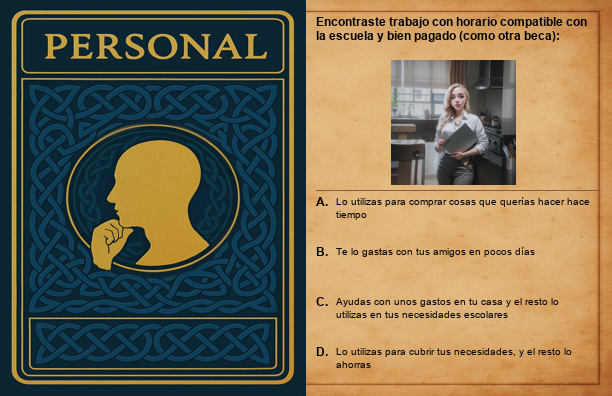 PERSONAL
Encontraste trabajo con horario compatible con
la escuela y bien pagado (como otra beca):
A. Lo utilizas para comprar cosas que querías hacer hace
tiempo
B. Te lo gastas con tus amigos en pocos días
C. Ayudas con unos gastos en tu casa y el resto lo
utilizas en tus necesidades escolares
D. Lo utilizas para cubrir tus necesidades, y el resto lo
ahorras